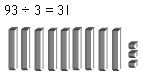 93 ÷ 3 = 31